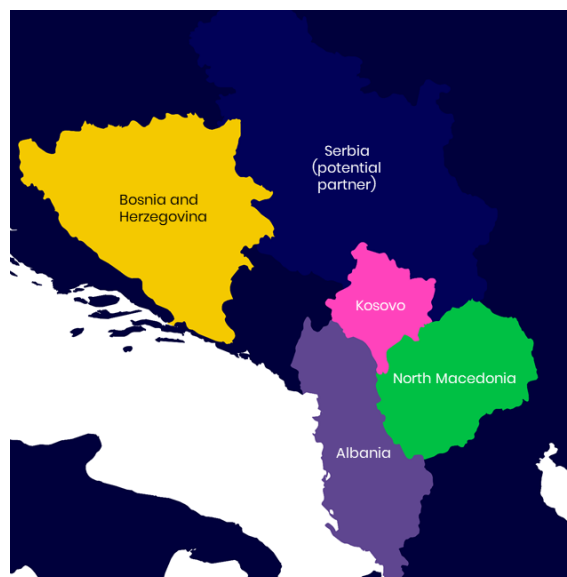 Serbia
(potential
partner)
Bosnia and
Herzegovina
Kosovo
North Macedonia
Albania